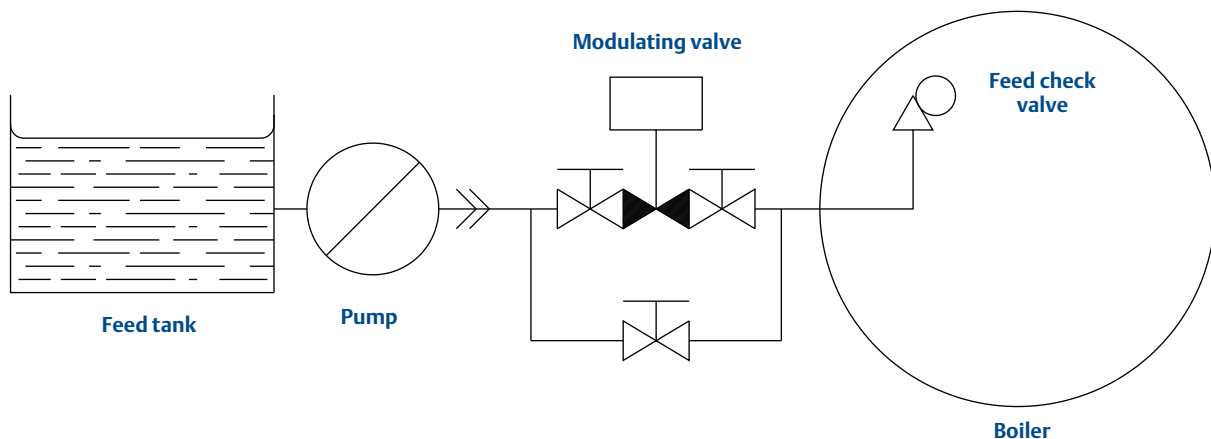 Modulating valve
Feed check
valve
Feed tank
Pump
Boiler